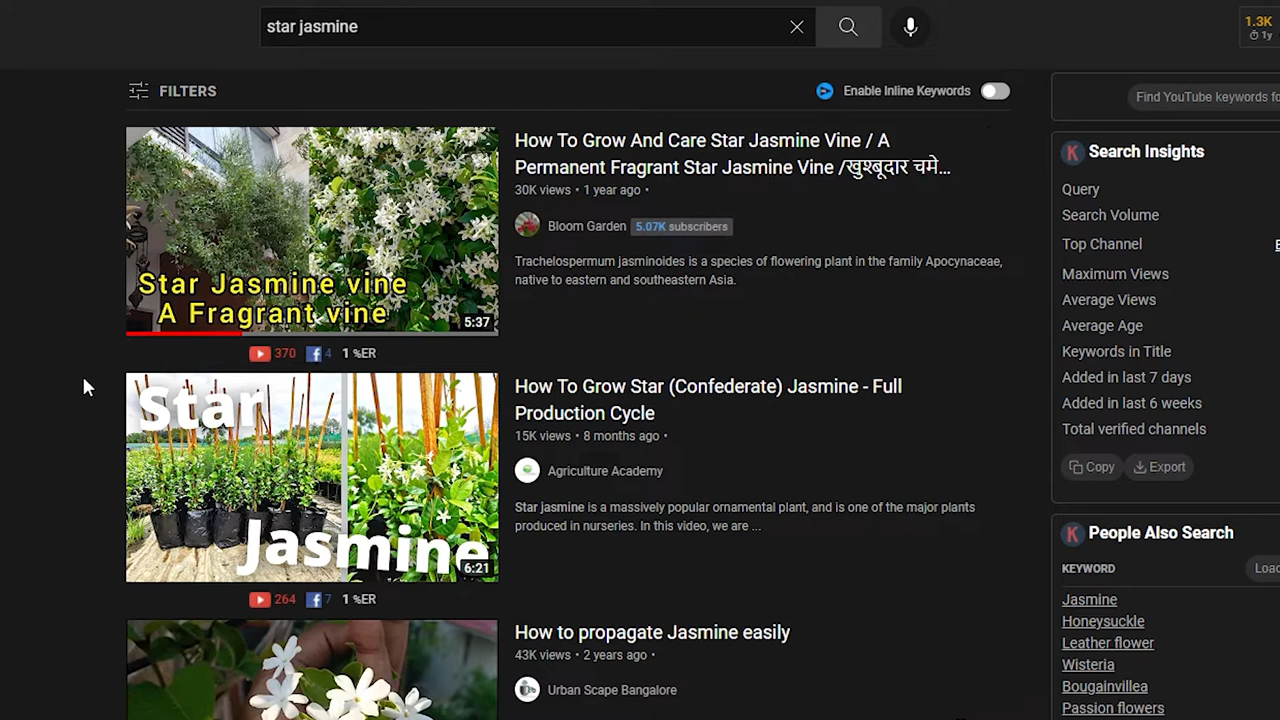 star jasmine
1.3K
1y
FILTERS
Enable Inline Keywords
Star Jasmine vine
A Fragrant vine
5:37
370 4 1 %ER
How To Grow And Care Star Jasmine Vine / A
Permanent Fragrant Star Jasmine Vine /खुश्बूदार चमे...
30K views • 1 year ago •
Bloom Garden 5.07K subscribers
Trachelospermum jasminoides is a species of flowering plant in the family Apocynaceae,
native to eastern and southeastern Asia.
Star
Jasmine
6:21
264 7 1 %ER
How To Grow Star (Confederate) Jasmine - Full
Production Cycle
15K views • 8 months ago •
Agriculture Academy
Star jasmine is a massively popular ornamental plant, and is one of the major plants
produced in nurseries. In this video, we are ...
How to propagate Jasmine easily
43K views • 2 years ago •
Urban Scape Bangalore
Find YouTube keywords fo
K Search Insights
Query
Search Volume
Top Channel
Maximum Views
Average Views
Average Age
Keywords in Title
Added in last 7 days
Added in last 6 weeks
Total verified channels
Copy Export
K People Also Search
KEYWORD Loa
Jasmine
Honeysuckle
Leather flower
Wisteria
Bougainvillea
Passion flowers